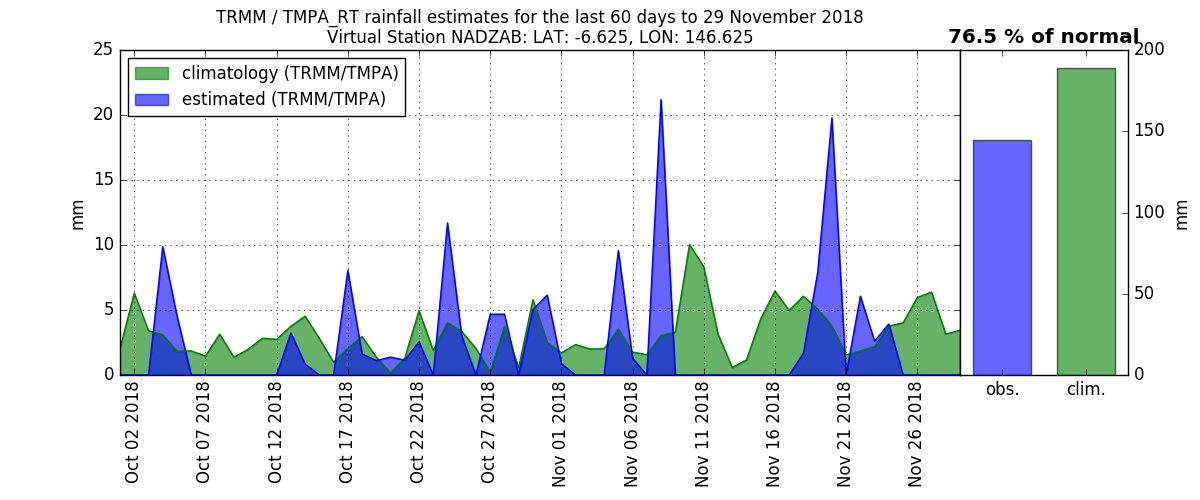 TRMM / TMPA_RT rainfall estimates for the last 60 days to 29 November 2018
Virtual Station NADZAB: LAT: -6.625, LON: 146.625
76.5 % of normal
climatology (TRMM/TMPA)
estimated (TRMM/TMPA)
25
20
15
10
5
0
mm
200
150
100
50
0
mm
Oct 02 2018
Oct 07 2018
Oct 12 2018
Oct 17 2018
Oct 22 2018
Oct 27 2018
Nov 01 2018
Nov 06 2018
Nov 11 2018
Nov 16 2018
Nov 21 2018
Nov 26 2018
obs.
clim.